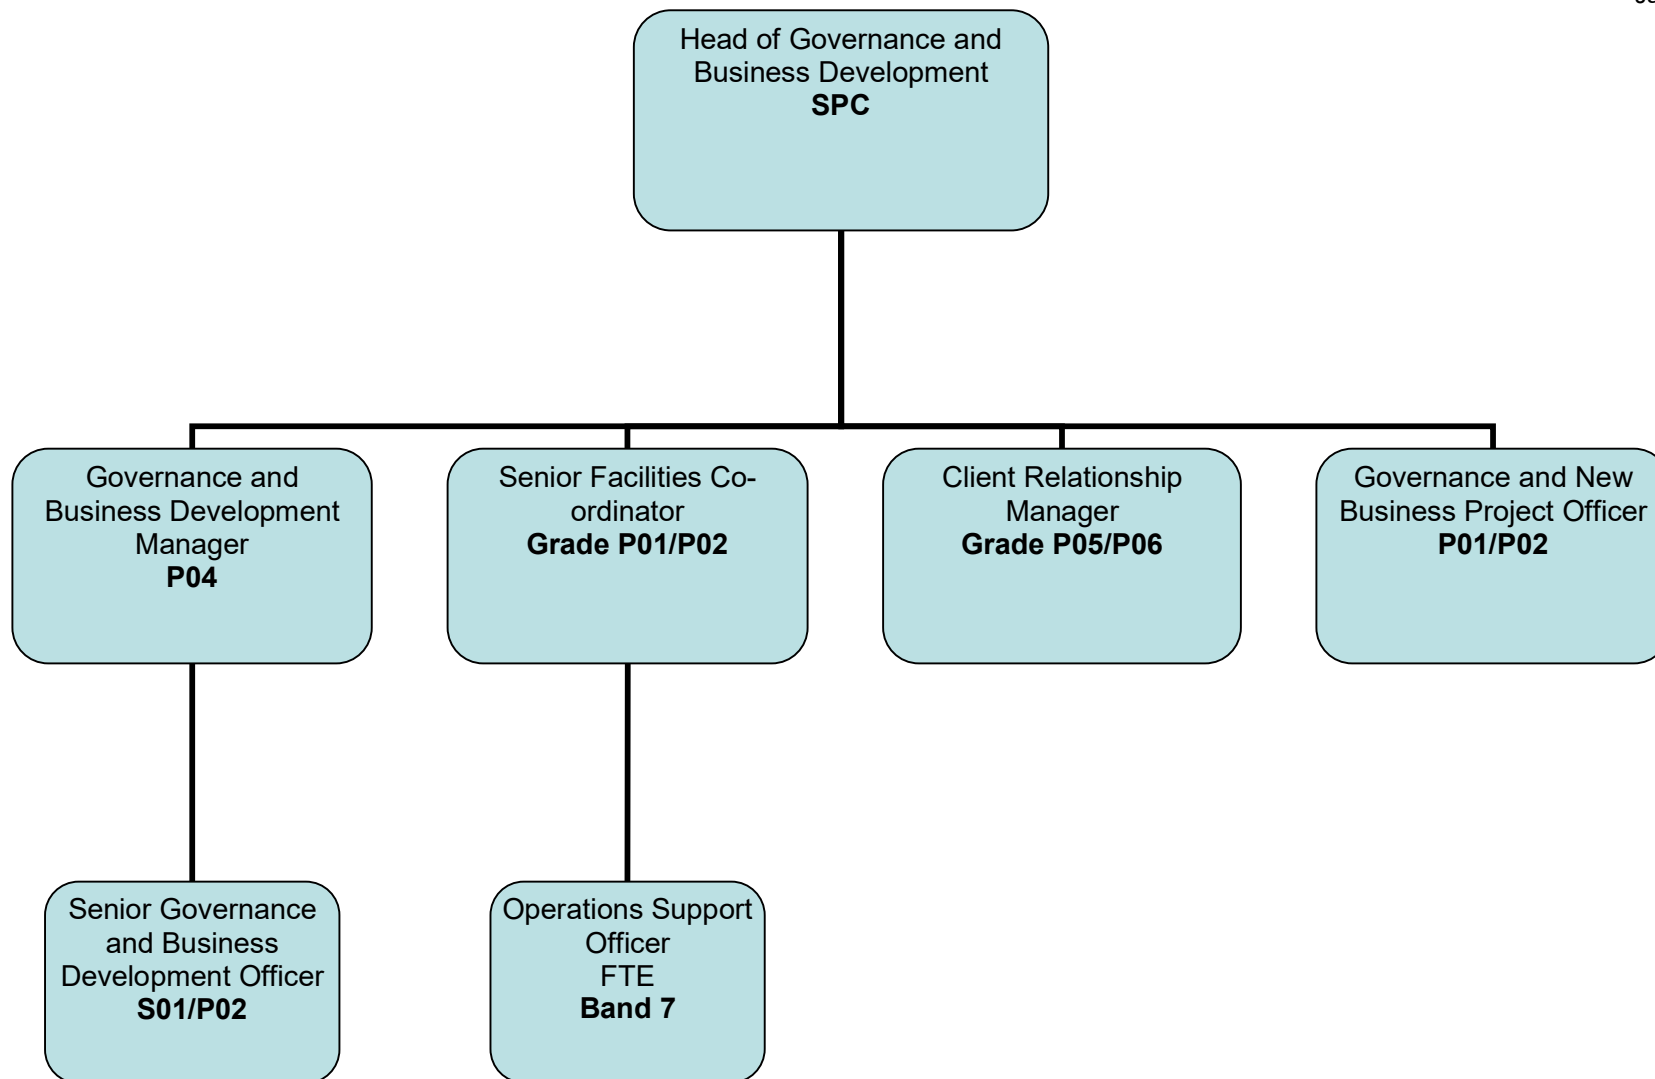 Head of Governance and
Business Development
SPC
Governance and
Business Development
Manager
P04
Senior Facilities Co-
ordinator
Grade P01/P02
Client Relationship
Manager
Grade P05/P06
Governance and New
Business Project Officer
P01/P02
Senior Governance
and Business
Development Officer
S01/P02
Operations Support
Officer
FTE
Band 7